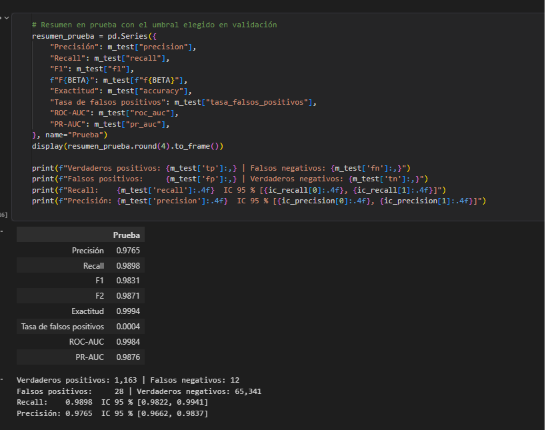 # Resumen en prueba con el umbral elegido en validación
resumen_prueba = pd.Series({
"Precisión": m_test["precision"],
"Recall": m_test["recall"],
"F1": m_test["f1"],
f"F{BETA}": m_test[f"f{BETA}"],
"Exactitud": m_test["accuracy"],
"Tasa de falsos positivos": m_test["tasa_falsos_positivos"],
"ROC-AUC": m_test["roc_auc"],
"PR-AUC": m_test["pr_auc"],
}, name="Prueba")
display(resumen_prueba.round(4).to_frame())
print(f"Verdaderos positivos: {m_test['tp']:,} | Falsos negativos: {m_test['fn']:,}")
print(f"Falsos positivos:     {m_test['fp']:,} | Verdaderos negativos: {m_test['tn']:,}")
print(f"Recall:    {m_test['recall']:.4f}  IC 95 % [{ic_recall[0]:.4f}, {ic_recall[1]:.4f}]")
print(f"Precisión: {m_test['precision']:.4f}  IC 95 % [{ic_precision[0]:.4f}, {ic_precision[1]:.4f}]")
Prueba
Precisión 0.9765
Recall 0.9898
F1 0.9831
F2 0.9871
Exactitud 0.9994
Tasa de falsos positivos 0.0004
ROC-AUC 0.9984
PR-AUC 0.9876
Verdaderos positivos: 1,163 | Falsos negativos: 12
Falsos positivos:     28 | Verdaderos negativos: 65,341
Recall:    0.9898  IC 95 % [0.9822, 0.9941]
Precisión: 0.9765  IC 95 % [0.9662, 0.9837]